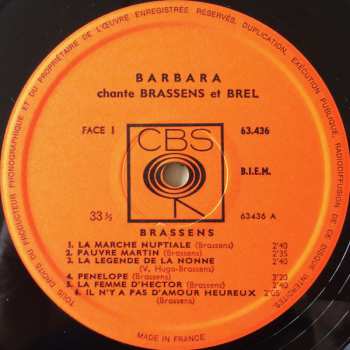 TOUS DROITS DU PRODUCTEUR PHONOGRAPHIQUE ET DU PROPRIÉTAIRE DE L'ŒUVRE ENREGISTRÉE RÉSERVÉS. DUPLICATION, EXÉCUTION PUBLIQUE, RADIODIFFUSION DE CE DISQUE INTERDITES.
BARBARA
chante BRASSENS et BREL
FACE 1 CBS 63.436
B.I.E.M.
33 ⅓ 63436 A
BRASSENS
1. LA MARCHE NUPTIALE (Brassens) 2'40
2. PAUVRE MARTIN (Brassens) 2'35
3. LA LEGENDE DE LA NONNE 2'40
(V. Hugo-Brassens)
4. PENELOPE (Brassens) 3'20
5. LA FEMME D'HECTOR (Brassens) 2'40
6. IL N'Y A PAS D'AMOUR HEUREUX 2'05
(Brassens)
MADE IN FRANCE